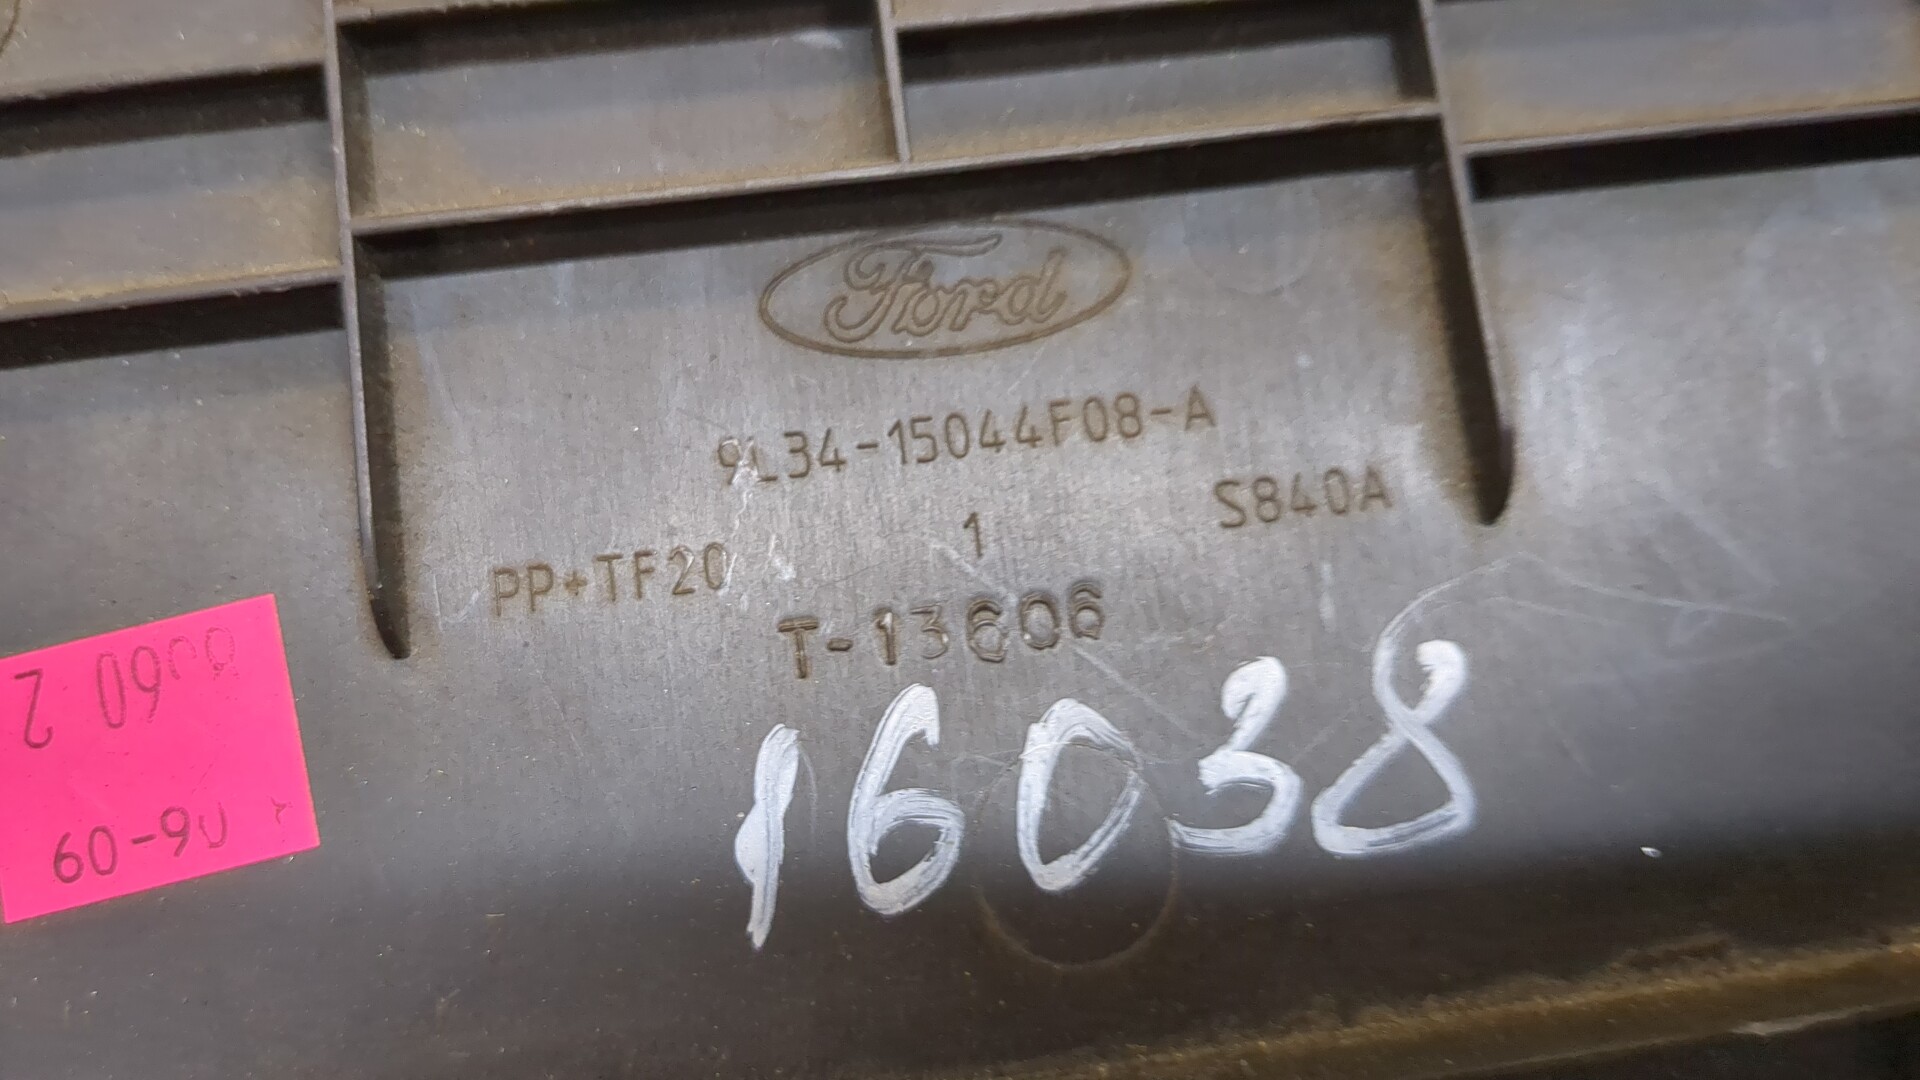 Ford
9L34-15044F08-A
S840A
1
PP+TF20
T-13606
16038